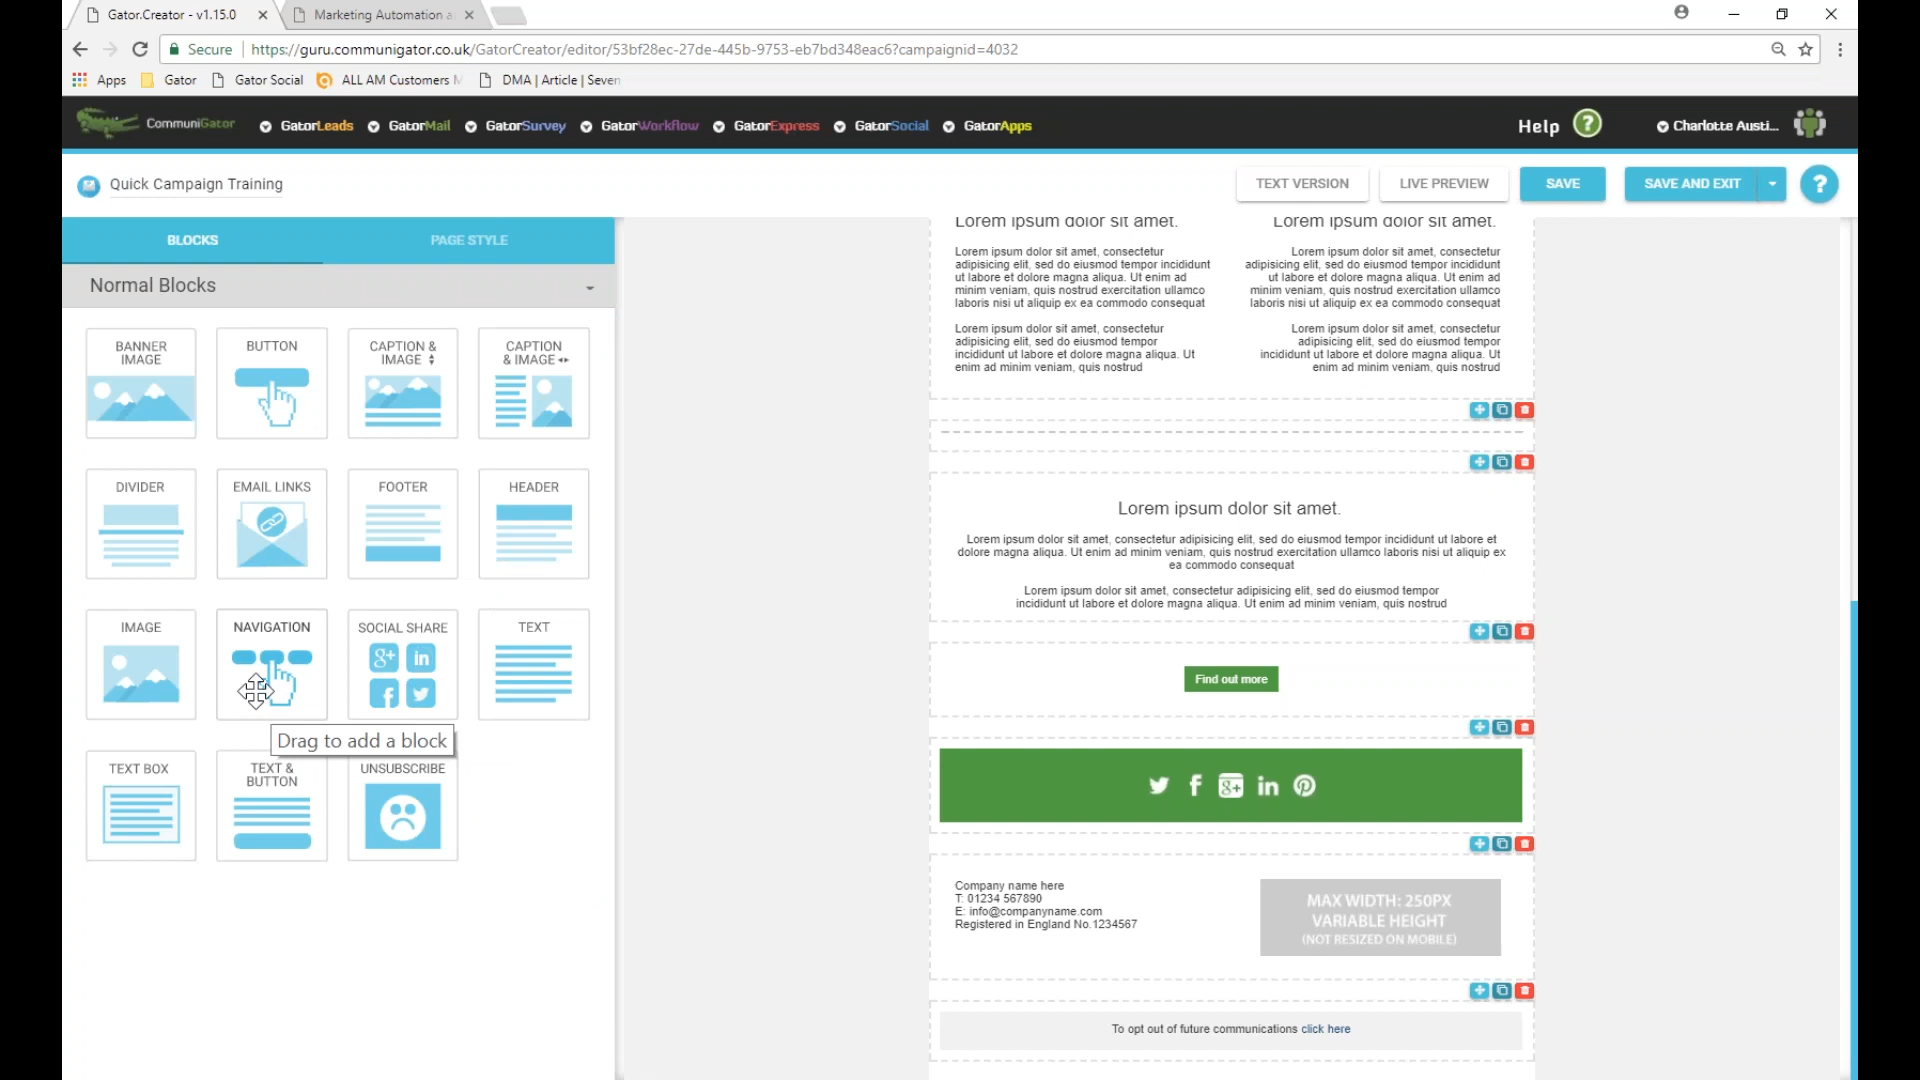 Gator.Creator - v1.15.0
Marketing Automation a
Secure
https://guru.communigator.co.uk/GatorCreator/editor/53bf28ec-27de-445b-9753-eb7bd348eac6?campaignid=4032
Apps
Gator
Gator Social
ALL AM Customers M
DMA | Article | Seven
CommuniGator
GatorLeads
GatorMail
GatorSurvey
GatorWorkflow
GatorExpress
GatorSocial
GatorApps
Help ?
Charlotte Austi...
Quick Campaign Training
TEXT VERSION
LIVE PREVIEW
SAVE
SAVE AND EXIT
?
BLOCKS
PAGE STYLE
Normal Blocks
BANNER
IMAGE
BUTTON
CAPTION &
IMAGE
CAPTION
& IMAGE
DIVIDER
EMAIL LINKS
FOOTER
HEADER
IMAGE
NAVIGATION
SOCIAL SHARE
g+ in
f
TEXT
Drag to add a block
TEXT BOX
TEXT &
BUTTON
UNSUBSCRIBE
Lorem ipsum dolor sit amet.
Lorem ipsum dolor sit amet, consectetur
adipisicing elit, sed do eiusmod tempor incididunt
ut labore et dolore magna aliqua. Ut enim ad
minim veniam, quis nostrud exercitation ullamco
laboris nisi ut aliquip ex ea commodo consequat
Lorem ipsum dolor sit amet, consectetur
adipisicing elit, sed do eiusmod tempor
incididunt ut labore et dolore magna aliqua. Ut
enim ad minim veniam, quis nostrud
Lorem ipsum dolor sit amet.
Lorem ipsum dolor sit amet, consectetur
adipisicing elit, sed do eiusmod tempor incididunt
ut labore et dolore magna aliqua. Ut enim ad
minim veniam, quis nostrud exercitation ullamco
laboris nisi ut aliquip ex ea commodo consequat
Lorem ipsum dolor sit amet, consectetur
adipisicing elit, sed do eiusmod tempor
incididunt ut labore et dolore magna aliqua. Ut
enim ad minim veniam, quis nostrud
Lorem ipsum dolor sit amet.
Lorem ipsum dolor sit amet, consectetur adipisicing elit, sed do eiusmod tempor incididunt ut labore et
dolore magna aliqua. Ut enim ad minim veniam, quis nostrud exercitation ullamco laboris nisi ut aliquip ex
ea commodo consequat
Lorem ipsum dolor sit amet, consectetur adipisicing elit, sed do eiusmod tempor
incididunt ut labore et dolore magna aliqua. Ut enim ad minim veniam, quis nostrud
Find out more
f g+ in
Company name here
T: 01234 567890
E: info@companyname.com
Registered in England No.1234567
MAX WIDTH: 250PX
VARIABLE HEIGHT
(NOT RESIZED ON MOBILE)
To opt out of future communications click here